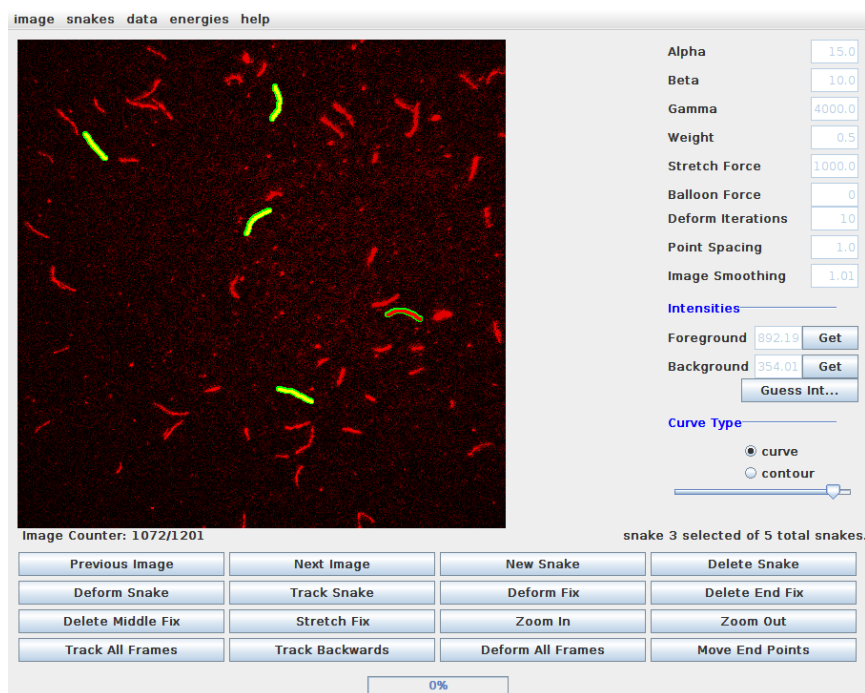 image snakes data energies help
Alpha 15.0
Beta 10.0
Gamma 4000.0
Weight 0.5
Stretch Force 1000.0
Balloon Force 0
Deform Iterations 10
Point Spacing 1.0
Image Smoothing 1.01
Intensities
Foreground 892.19 Get
Background 354.01 Get
Guess Int...
Curve Type
curve
contour
Image Counter: 1072/1201 snake 3 selected of 5 total snakes.
Previous Image Next Image New Snake Delete Snake
Deform Snake Track Snake Deform Fix Delete End Fix
Delete Middle Fix Stretch Fix Zoom In Zoom Out
Track All Frames Track Backwards Deform All Frames Move End Points
0%